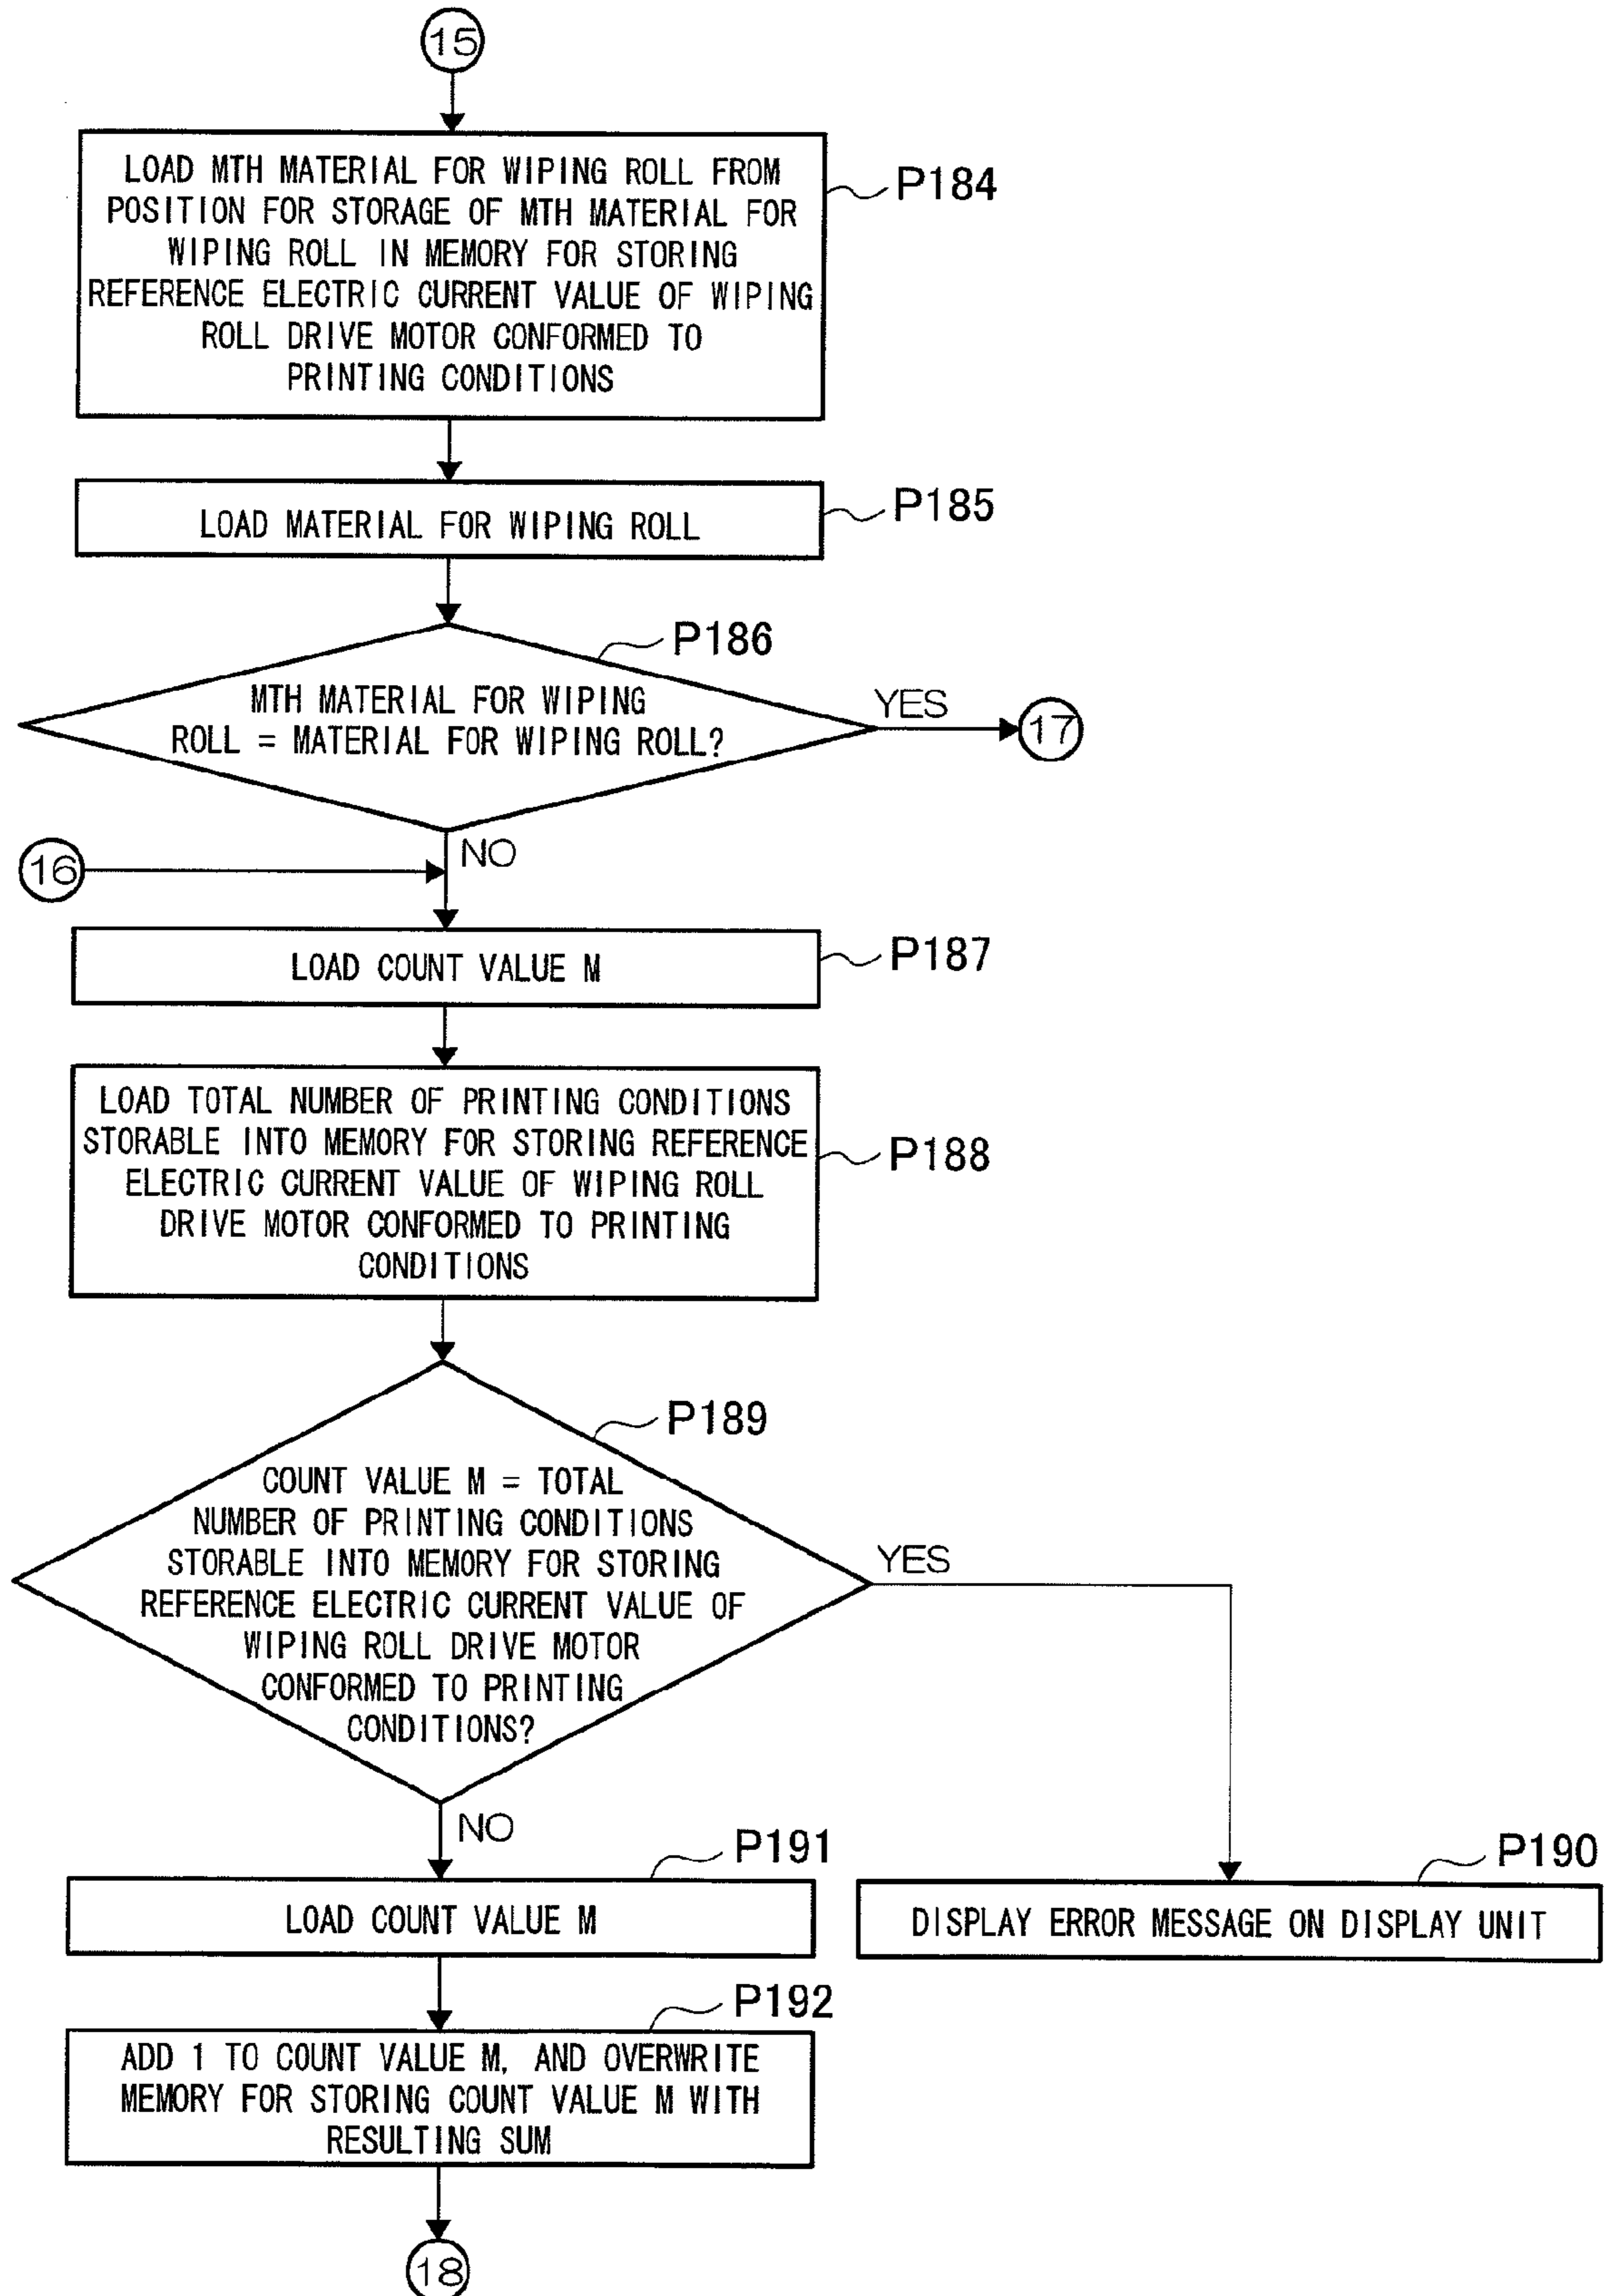 15
LOAD MTH MATERIAL FOR WIPING ROLL FROM
POSITION FOR STORAGE OF MTH MATERIAL FOR
WIPING ROLL IN MEMORY FOR STORING
REFERENCE ELECTRIC CURRENT VALUE OF WIPING
ROLL DRIVE MOTOR CONFORMED TO
PRINTING CONDITIONS
P184
LOAD MATERIAL FOR WIPING ROLL
P185
P186
MTH MATERIAL FOR WIPING
ROLL = MATERIAL FOR WIPING ROLL?
YES
17
NO
16
LOAD COUNT VALUE M
P187
LOAD TOTAL NUMBER OF PRINTING CONDITIONS
STORABLE INTO MEMORY FOR STORING REFERENCE
ELECTRIC CURRENT VALUE OF WIPING ROLL
DRIVE MOTOR CONFORMED TO PRINTING
CONDITIONS
P188
P189
COUNT VALUE M = TOTAL
NUMBER OF PRINTING CONDITIONS
STORABLE INTO MEMORY FOR STORING
REFERENCE ELECTRIC CURRENT VALUE OF
WIPING ROLL DRIVE MOTOR
CONFORMED TO PRINTING
CONDITIONS?
YES
NO
P191
LOAD COUNT VALUE M
P190
DISPLAY ERROR MESSAGE ON DISPLAY UNIT
P192
ADD 1 TO COUNT VALUE M, AND OVERWRITE
MEMORY FOR STORING COUNT VALUE M WITH
RESULTING SUM
18